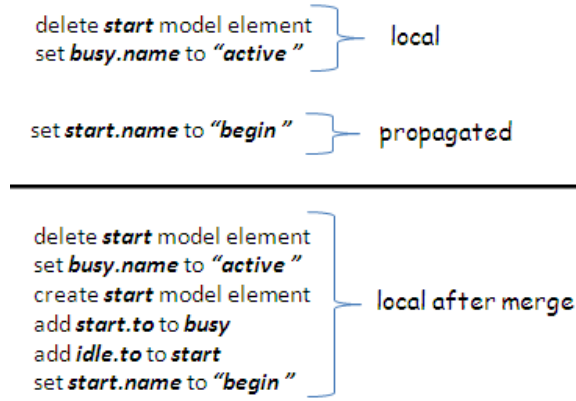 delete start model element
set busy.name to “active ”
local
set start.name to “begin ”
propagated
delete start model element
set busy.name to “active ”
create start model element
add start.to to busy
add idle.to to start
set start.name to “begin ”
local after merge